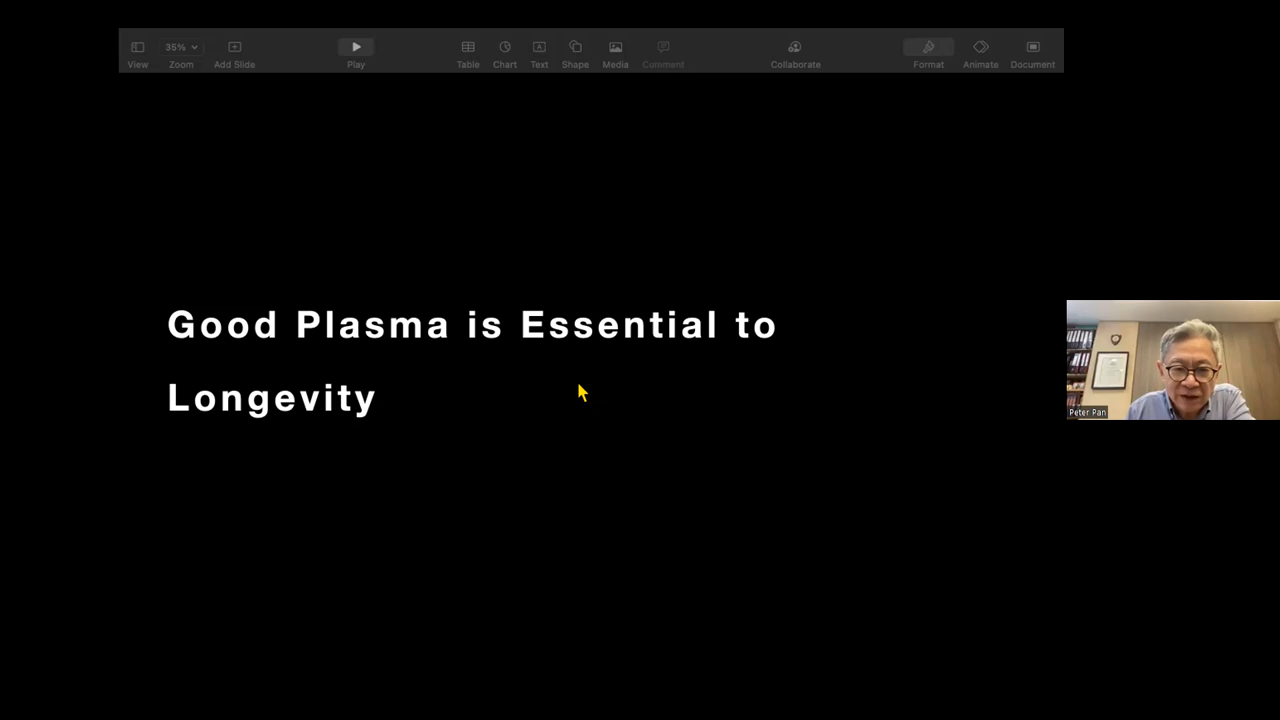 35%
View
Zoom
Add Slide
Play
Table
Chart
Text
Shape
Media
Comment
Collaborate
Format
Animate
Document
Good Plasma is Essential to
Longevity
Peter Pan